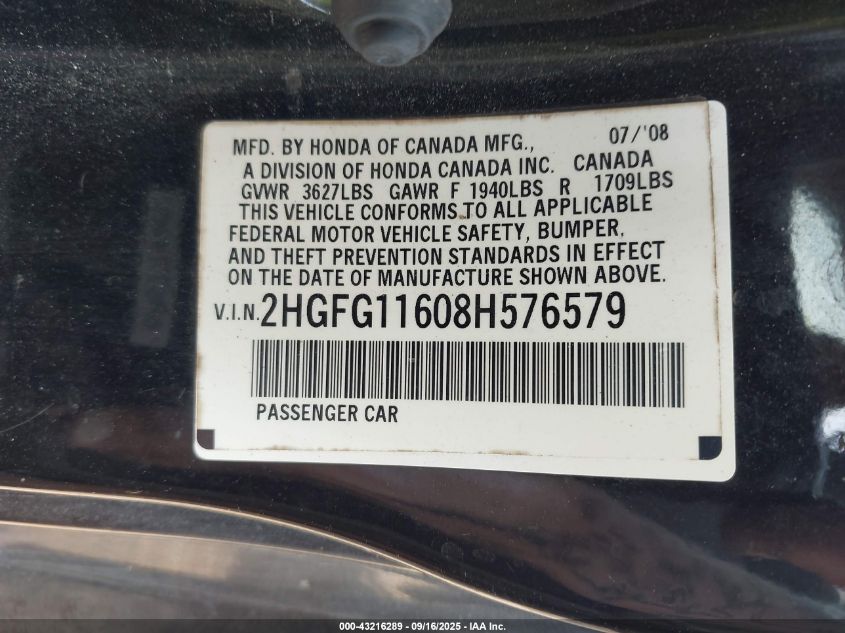 MFD. BY HONDA OF CANADA MFG., 07/'08
A DIVISION OF HONDA CANADA INC. CANADA
GVWR 3627LBS GAWR F 1940LBS R 1709LBS
THIS VEHICLE CONFORMS TO ALL APPLICABLE
FEDERAL MOTOR VEHICLE SAFETY, BUMPER,
AND THEFT PREVENTION STANDARDS IN EFFECT
ON THE DATE OF MANUFACTURE SHOWN ABOVE.
V.I.N. 2HGFG11608H576579
PASSENGER CAR
000-43216289 - 09/16/2025 - IAA Inc.